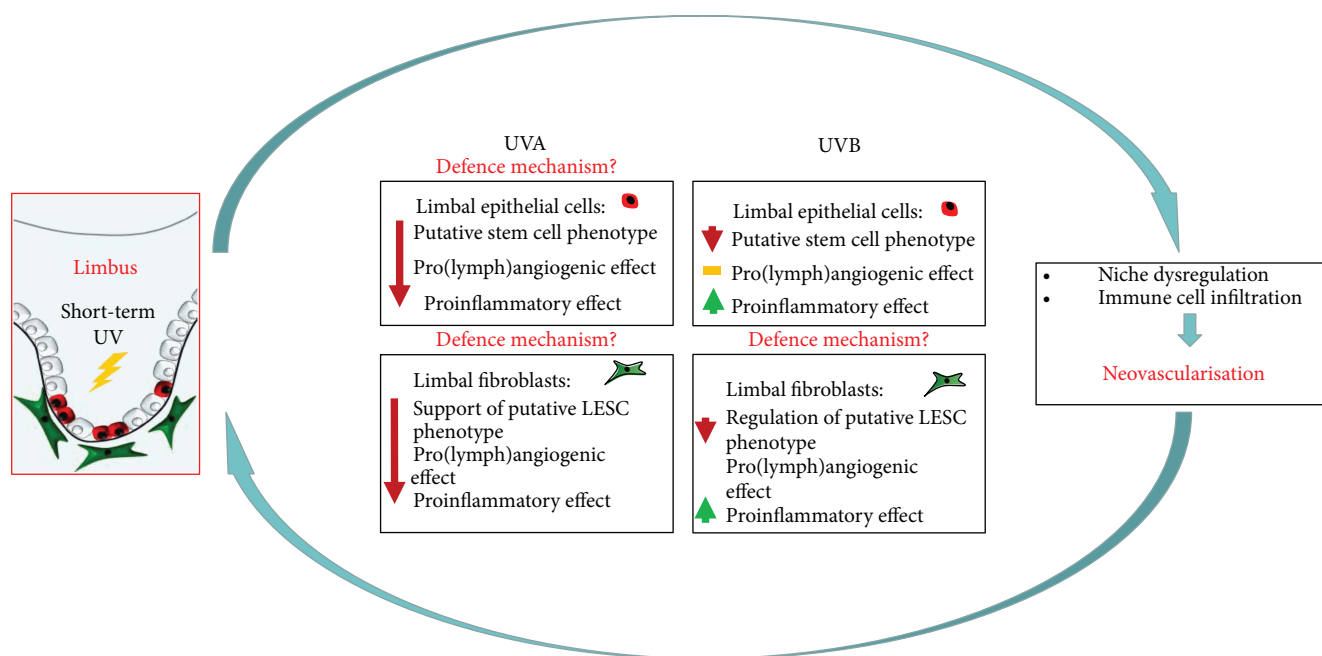 Limbus
Short-term
UV
UVA
Defence mechanism?
Limbal epithelial cells:
Putative stem cell phenotype
Pro(lymph)angiogenic effect
Proinflammatory effect
Defence mechanism?
Limbal fibroblasts:
Support of putative LESC
phenotype
Pro(lymph)angiogenic
effect
Proinflammatory effect
UVB
Limbal epithelial cells:
Putative stem cell phenotype
Pro(lymph)angiogenic effect
Proinflammatory effect
Defence mechanism?
Limbal fibroblasts:
Regulation of putative LESC
phenotype
Pro(lymph)angiogenic
effect
Proinflammatory effect
• Niche dysregulation
• Immune cell infiltration
Neovascularisation